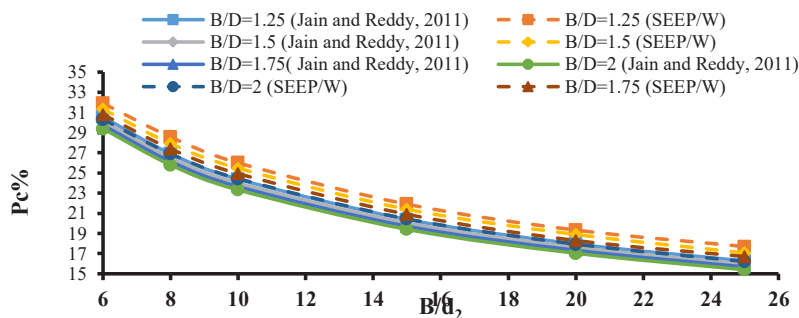 B/D=1.25 (Jain and Reddy, 2011) B/D=1.25 (SEEP/W)
B/D=1.5 (Jain and Reddy, 2011) B/D=1.5 (SEEP/W)
B/D=1.75( Jain and Reddy, 2011) B/D=2 (Jain and Reddy, 2011)
B/D=2 (SEEP/W) B/D=1.75 (SEEP/W)
35
33
31
29
27
25
23
21
19
17
15
Pc%
6 8 10 12 14 16 18 20 22 24 26
B/d2